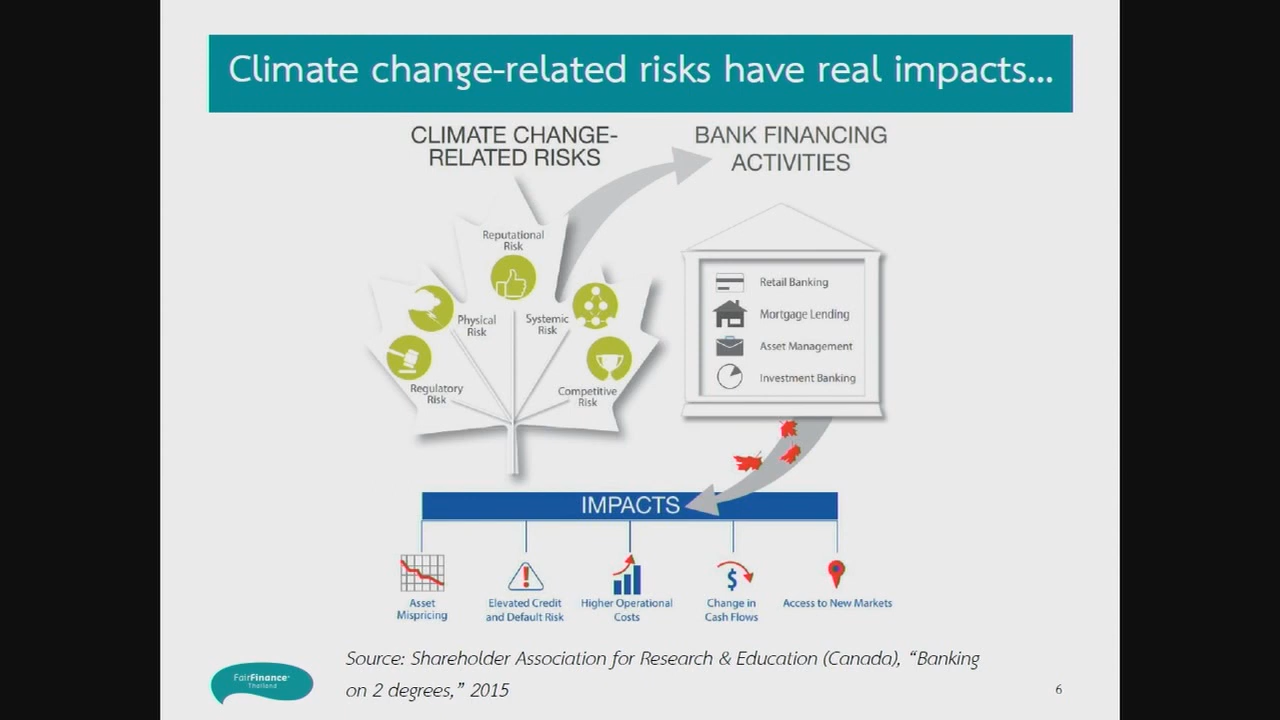 Climate change-related risks have real impacts...
CLIMATE CHANGE-
RELATED RISKS
BANK FINANCING
ACTIVITIES
Reputational
Risk
Physical
Risk
Systemic
Risk
Regulatory
Risk
Competitive
Risk
Retail Banking
Mortgage Lending
Asset Management
Investment Banking
IMPACTS
Asset
Mispricing
Elevated Credit
and Default Risk
Higher Operational
Costs
$
Change in
Cash Flows
Access to New Markets
Source: Shareholder Association for Research & Education (Canada), “Banking
on 2 degrees,” 2015
FairFinance
Thailand
6